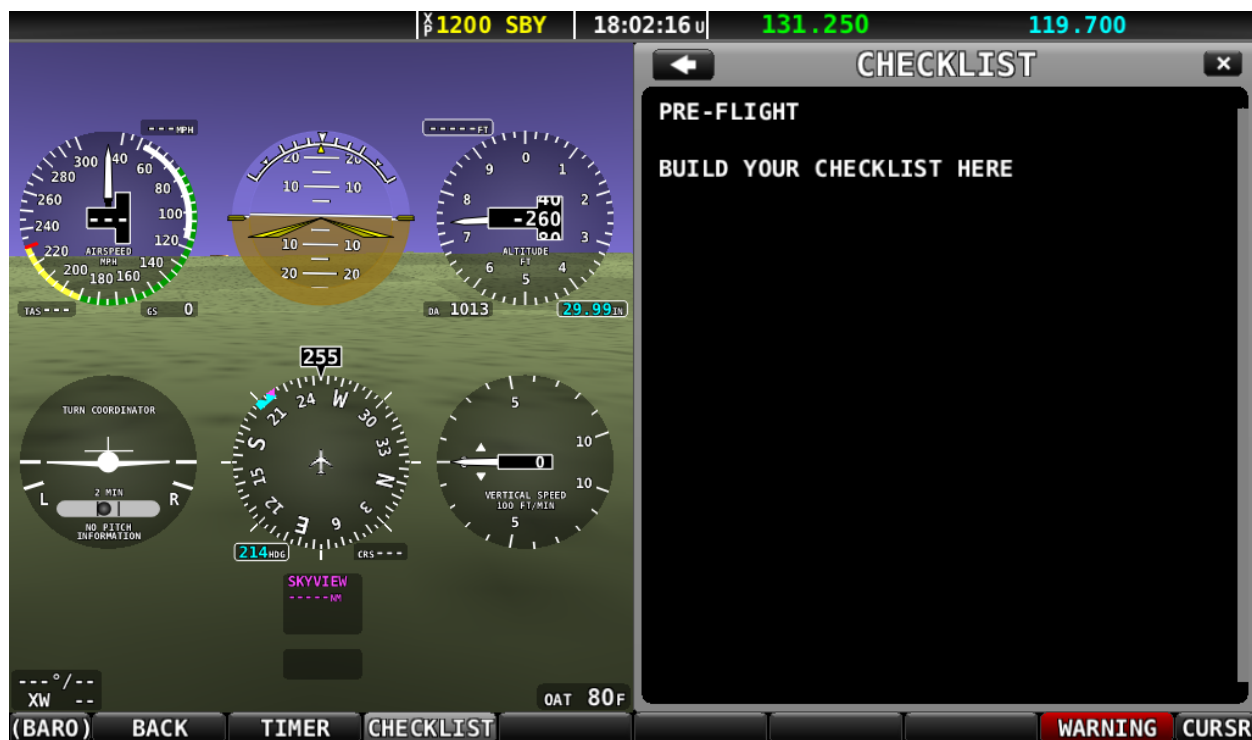 XP 1200 SBY 18:02:16 U 131.250 119.700
CHECKLIST
PRE-FLIGHT
BUILD YOUR CHECKLIST HERE
---MPH
300 40 60 80 100 120 140 160 180 200 220 240 260 280
---
AIRSPEED
MPH
TAS --- GS 0
20 20
10 10
10 10
20 20
-----FT
0 1 2 3 4 5 6 7 8 9
40
-260
80
ALTITUDE
FT
DA 1013 29.99 IN
TURN COORDINATOR
L 2 MIN R
NO PITCH
INFORMATION
255
24 W 30 33 N 3 6 E 12 15 S 21
214 HDG CRS ---
5 10
0
VERTICAL SPEED
100 FT/MIN
10
5
SKYVIEW
-----NM
---°/--
XW --
OAT 80 F
(BARO) BACK TIMER CHECKLIST WARNING CURSR